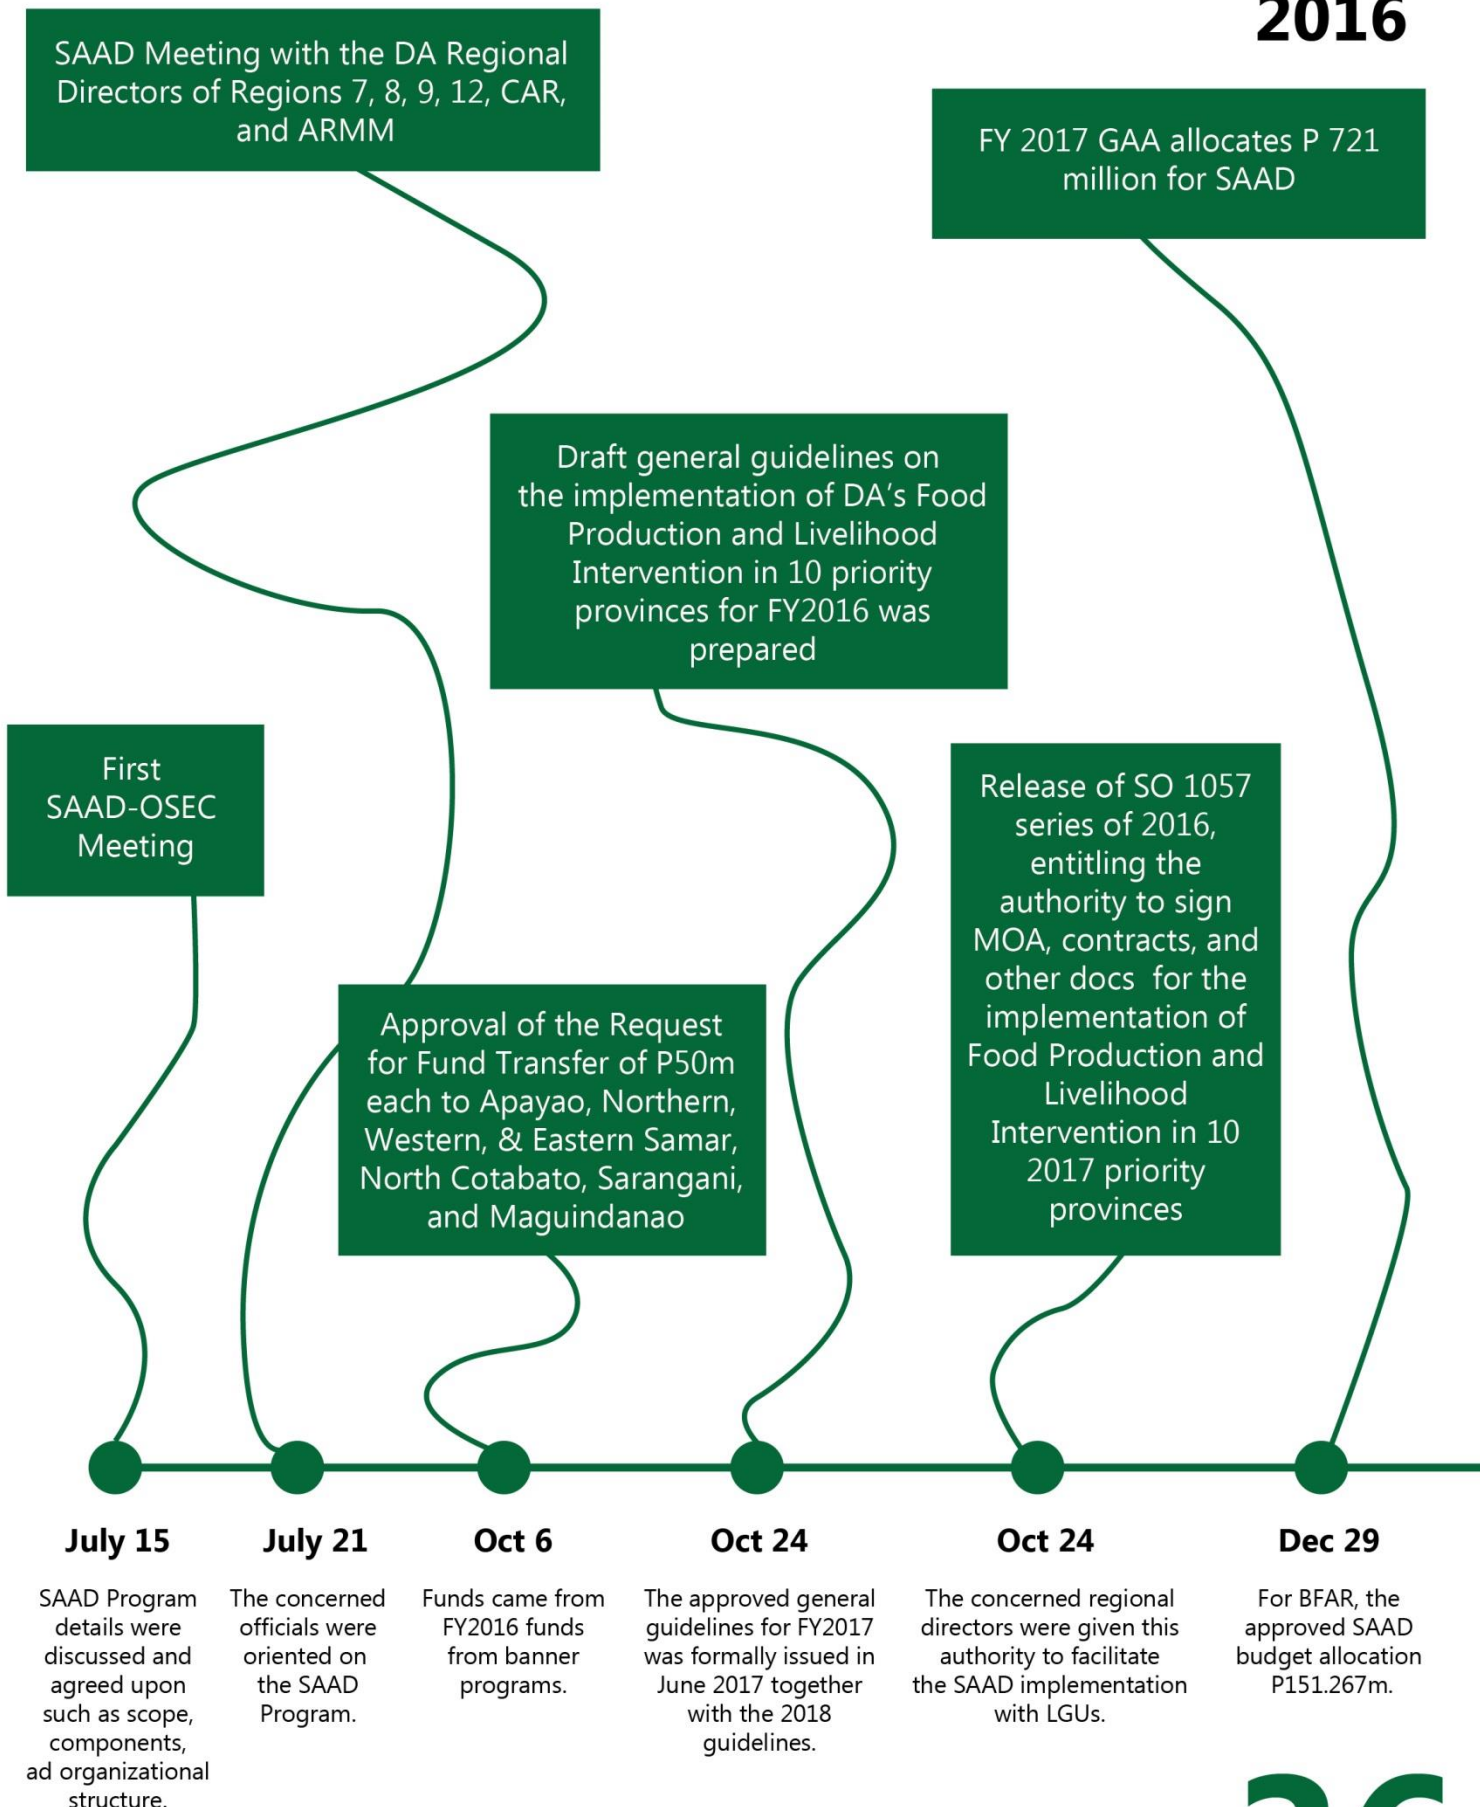 2016
SAAD Meeting with the DA Regional
Directors of Regions 7, 8, 9, 12, CAR,
and ARMM
FY 2017 GAA allocates P 721
million for SAAD
Draft general guidelines on
the implementation of DA's Food
Production and Livelihood
Intervention in 10 priority
provinces for FY2016 was
prepared
First
SAAD-OSEC
Meeting
Release of SO 1057
series of 2016,
entitling the
authority to sign
MOA, contracts, and
other docs for the
implementation of
Food Production and
Livelihood
Intervention in 10
2017 priority
provinces
Approval of the Request
for Fund Transfer of P50m
each to Apayao, Northern,
Western, & Eastern Samar,
North Cotabato, Sarangani,
and Maguindanao
July 15
SAAD Program
details were
discussed and
agreed upon
such as scope,
components,
ad organizational
structure.
July 21
The concerned
officials were
oriented on
the SAAD
Program.
Oct 6
Funds came from
FY2016 funds
from banner
programs.
Oct 24
The approved general
guidelines for FY2017
was formally issued in
June 2017 together
with the 2018
guidelines.
Oct 24
The concerned regional
directors were given this
authority to facilitate
the SAAD implementation
with LGUs.
Dec 29
For BFAR, the
approved SAAD
budget allocation
P151.267m.